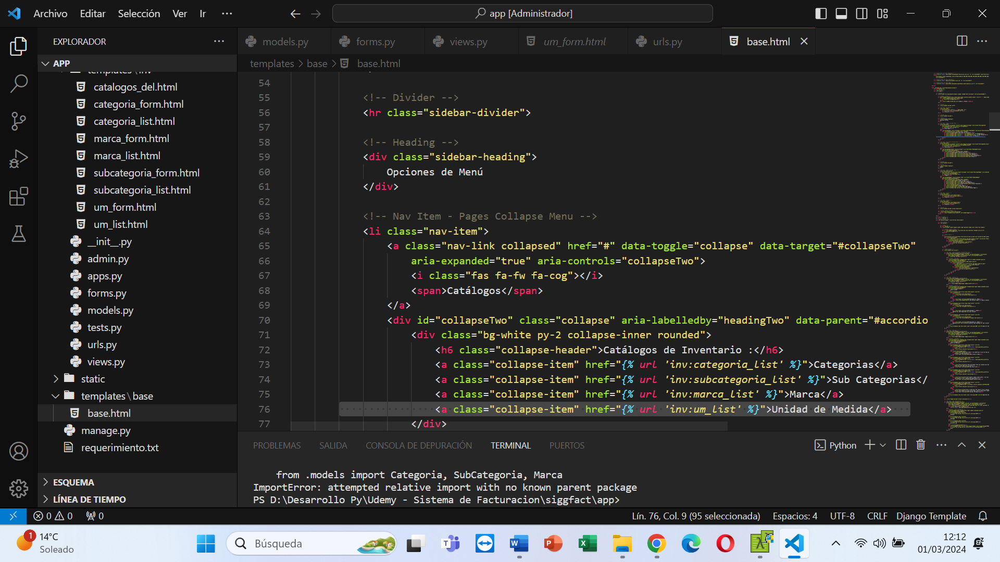 Archivo Editar Selección Ver Ir ···
app [Administrador]
EXPLORADOR
APP
templates \ inv
catalogos_del.html
categoria_form.html
categoria_list.html
marca_form.html
marca_list.html
subcategoria_form.html
subcategoria_list.html
um_form.html
um_list.html
__init__.py
admin.py
apps.py
forms.py
models.py
tests.py
urls.py
views.py
static
templates \ base
base.html
manage.py
requerimiento.txt
ESQUEMA
LÍNEA DE TIEMPO
models.py forms.py views.py um_form.html urls.py base.html
templates > base > base.html
54
55 <!-- Divider -->
56 <hr class="sidebar-divider">
57
58 <!-- Heading -->
59 <div class="sidebar-heading">
60 Opciones de Menú
61 </div>
62
63 <!-- Nav Item - Pages Collapse Menu -->
64 <li class="nav-item">
65 <a class="nav-link collapsed" href="#" data-toggle="collapse" data-target="#collapseTwo"
66 aria-expanded="true" aria-controls="collapseTwo">
67 <i class="fas fa-fw fa-cog"></i>
68 <span>Catálogos</span>
69 </a>
70 <div id="collapseTwo" class="collapse" aria-labelledby="headingTwo" data-parent="#accordio
71 <div class="bg-white py-2 collapse-inner rounded">
72 <h6 class="collapse-header">Catálogos de Inventario :</h6>
73 <a class="collapse-item" href="{% url 'inv:categoria_list' %}">Categorias</a>
74 <a class="collapse-item" href="{% url 'inv:subcategoria_list' %}">Sub Categorias</
75 <a class="collapse-item" href="{% url 'inv:marca_list' %}">Marca</a>
76 <a class="collapse-item" href="{% url 'inv:um_list' %}">Unidad de Medida</a>
77 </div>
PROBLEMAS SALIDA CONSOLA DE DEPURACIÓN TERMINAL PUERTOS
Python
from .models import Categoria, SubCategoria, Marca
ImportError: attempted relative import with no known parent package
PS D:\Desarrollo Py\Udemy - Sistema de Facturacion\siggfact\app>
0 0 0
Lín. 76, Col. 9 (95 seleccionada) Espacios: 4 UTF-8 CRLF Django Template
1
14°C
Soleado
Búsqueda
12:12
01/03/2024